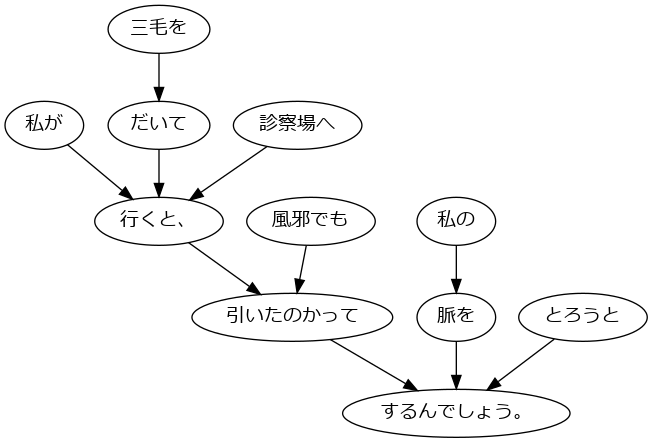 三毛を
私が
だいて
診察場へ
行くと、
風邪でも
私の
引いたのかって
脈を
とろうと
するんでしょう。